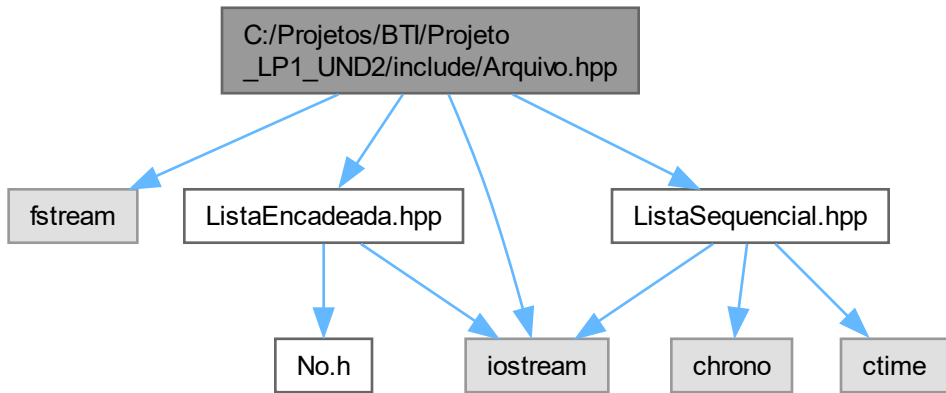 C:/Projetos/BTI/Projeto
_LP1_UND2/include/Arquivo.hpp
fstream
ListaEncadeada.hpp
ListaSequencial.hpp
No.h
iostream
chrono
ctime